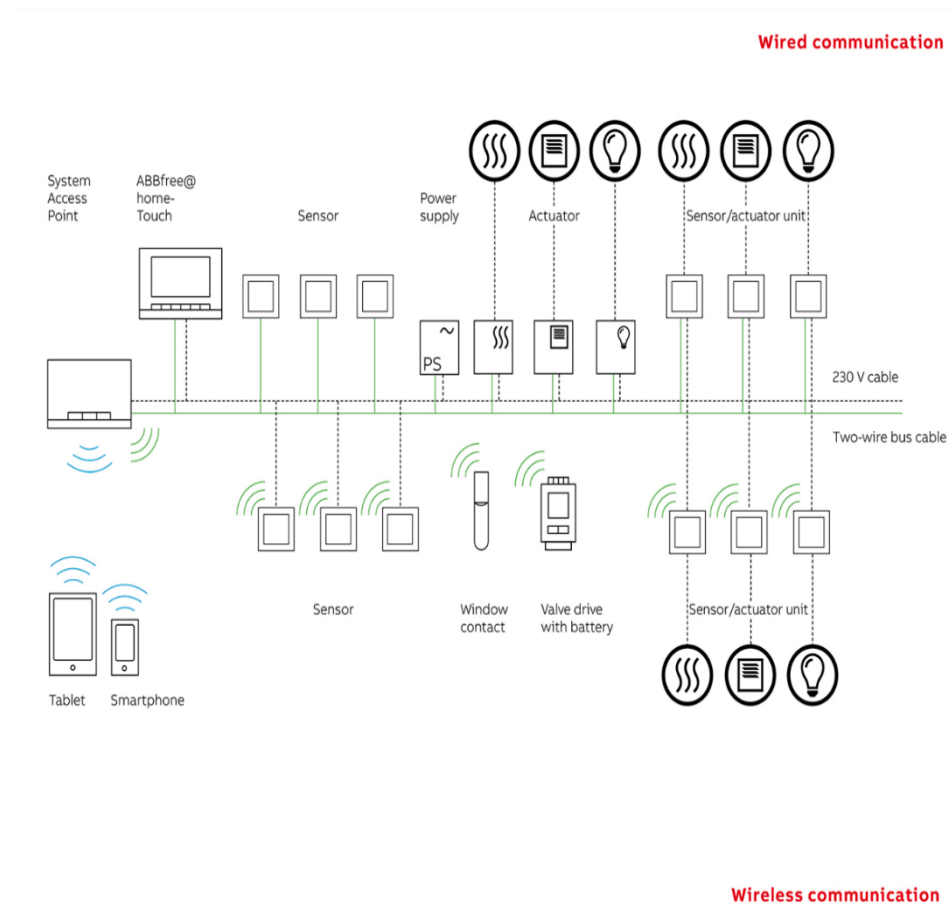 Wired communication
System
Access
Point
ABBfree@
home-
Touch
Sensor
Power
supply
Actuator
Sensor/actuator unit
PS
230 V cable
Two-wire bus cable
Sensor
Window
contact
Valve drive
with battery
Sensor/actuator unit
Tablet
Smartphone
Wireless communication